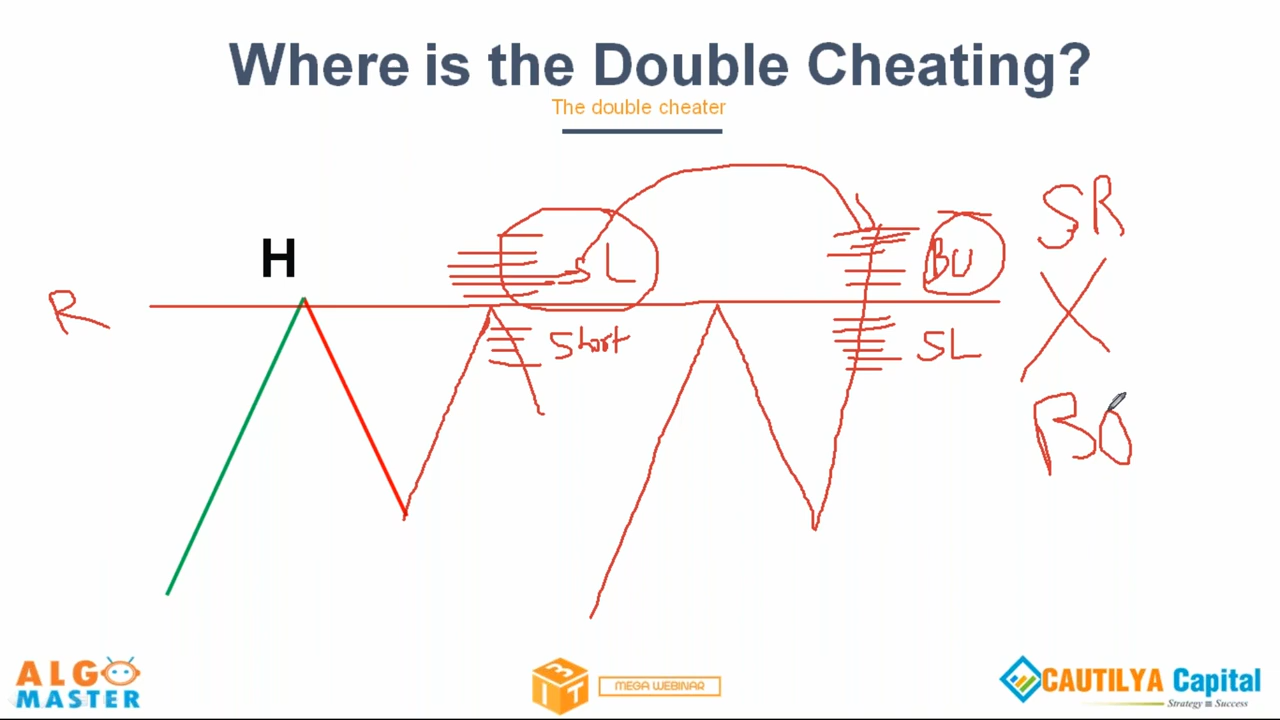 Where is the Double Cheating?
The double cheater
SR
H
SL
BU
R
Short
SL
BO
ALGO
MASTER
BIT
MEGA WEBINAR
CAUTILYA Capital
Strategy = Success